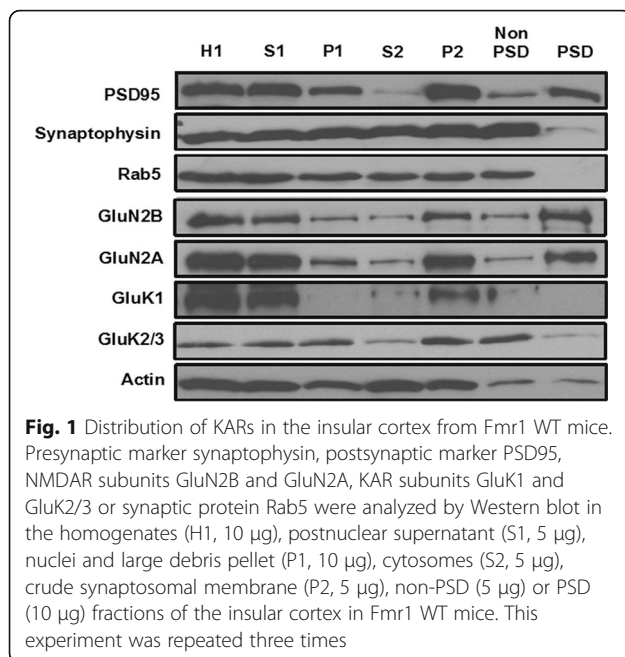 H1 S1 P1 S2 P2 Non PSD PSD
PSD95
Synaptophysin
Rab5
GluN2B
GluN2A
GluK1
GluK2/3
Actin
Fig. 1 Distribution of KARs in the insular cortex from Fmr1 WT mice.
Presynaptic marker synaptophysin, postsynaptic marker PSD95,
NMDAR subunits GluN2B and GluN2A, KAR subunits GluK1 and
GluK2/3 or synaptic protein Rab5 were analyzed by Western blot in
the homogenates (H1, 10 μg), postnuclear supernatant (S1, 5 μg),
nuclei and large debris pellet (P1, 10 μg), cytosomes (S2, 5 μg),
crude synaptosomal membrane (P2, 5 μg), non-PSD (5 μg) or PSD
(10 μg) fractions of the insular cortex in Fmr1 WT mice. This
experiment was repeated three times